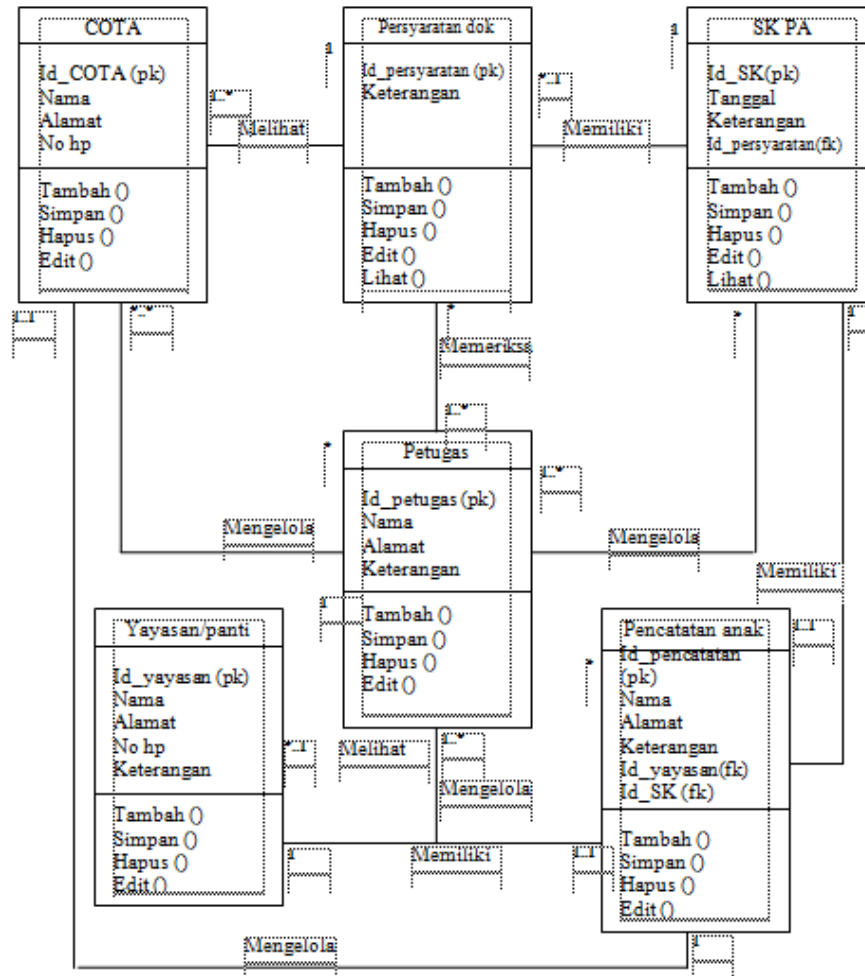 COTA
Id_COTA (pk)
Nama
Alamat
No hp
Tambah ()
Simpan ()
Hapus ()
Edit ()
1..*
Melihat
1
Persyaratan dok
Id_persyaratan (pk)
Keterangan
Tambah ()
Simpan ()
Hapus ()
Edit ()
Lihat ()
*..1
Memiliki
1
SK PA
Id_SK(pk)
Tanggal
Keterangan
Id_persyaratan(fk)
Tambah ()
Simpan ()
Hapus ()
Edit ()
Lihat ()
1..1
*..*
*
Memeriksa
*
1
1..*
*
Petugas
Id_petugas (pk)
Nama
Alamat
Keterangan
Tambah ()
Simpan ()
Hapus ()
Edit ()
1..*
Mengelola
Mengelola
Memiliki
1
Yayasan/panti
Id_yayasan (pk)
Nama
Alamat
No hp
Keterangan
Tambah ()
Simpan ()
Hapus ()
Edit ()
*..1
Melihat
1..*
Mengelola
1
Memiliki
1..1
*
Pencatatan anak
Id_pencatatan
(pk)
Nama
Alamat
Keterangan
Id_yayasan(fk)
Id_SK (fk)
Tambah ()
Simpan ()
Hapus ()
Edit ()
1..1
Mengelola
1